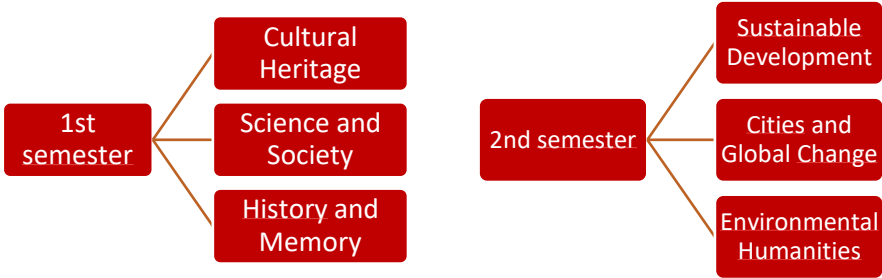 1st
semester
Cultural
Heritage
Science and
Society
History and
Memory
2nd semester
Sustainable
Development
Cities and
Global Change
Environmental
Humanities